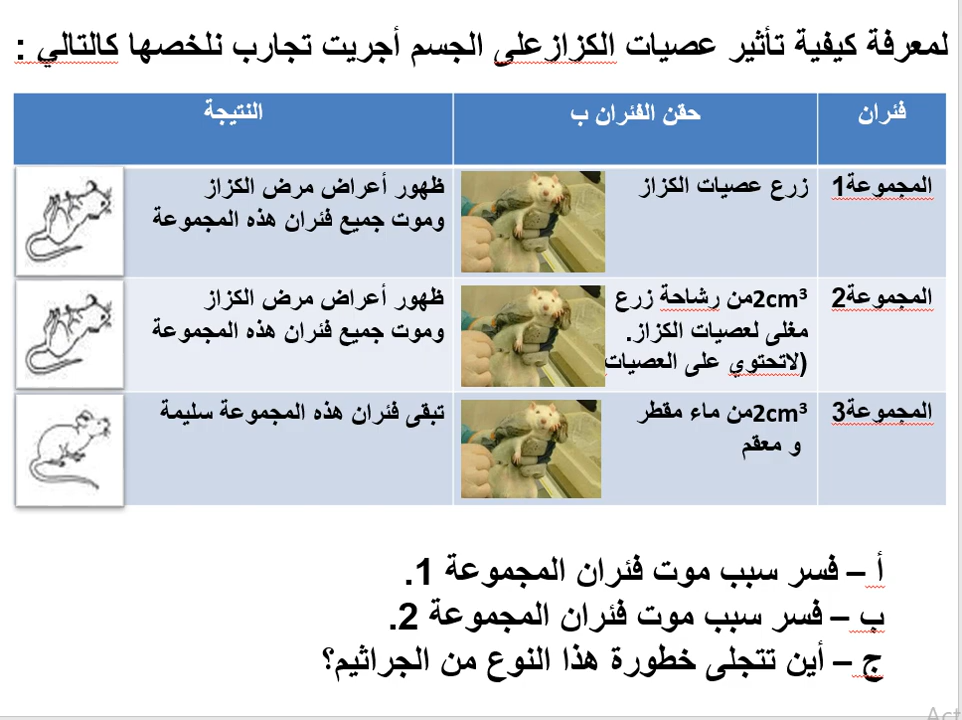 لمعرفة كيفية تأثير عصيات الكزازعلى الجسم أجريت تجارب نلخصها كالتالي :
فئران
حقن الفئران ب
النتيجة
المجموعة1
زرع عصيات الكزاز
ظهور أعراض مرض الكزاز
وموت جميع فئران هذه المجموعة
المجموعة2
2cm³من رشاحة زرع
مغلى لعصيات الكزاز.
(لاتحتوي على العصيات
ظهور أعراض مرض الكزاز
وموت جميع فئران هذه المجموعة
المجموعة3
2cm³من ماء مقطر
و معقم
تبقى فئران هذه المجموعة سليمة
أ – فسر سبب موت فئران المجموعة 1.
ب – فسر سبب موت فئران المجموعة 2.
ج – أين تتجلى خطورة هذا النوع من الجراثيم؟